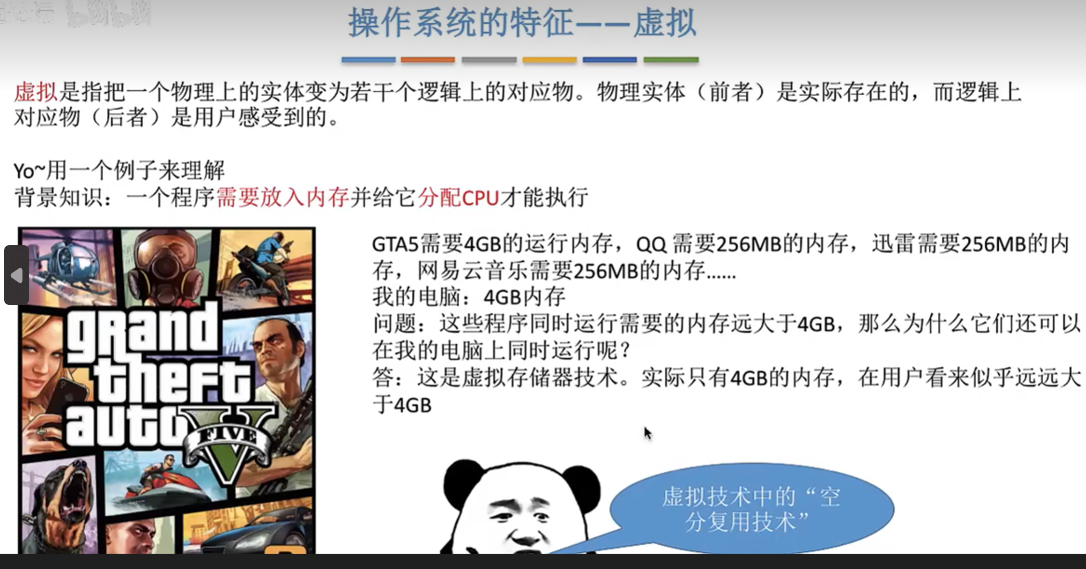 操作系统的特征——虚拟
虚拟是指把一个物理上的实体变为若干个逻辑上的对应物。物理实体（前者）是实际存在的，而逻辑上
对应物（后者）是用户感受到的。
Yo~用一个例子来理解
背景知识：一个程序需要放入内存并给它分配CPU才能执行
grand
theft
auto
FIVE
V
GTA5需要4GB的运行内存，QQ 需要256MB的内存，迅雷需要256MB的内
存，网易云音乐需要256MB的内存……
我的电脑：4GB内存
问题：这些程序同时运行需要的内存远大于4GB，那么为什么它们还可以
在我的电脑上同时运行呢？
答：这是虚拟存储器技术。实际只有4GB的内存，在用户看来似乎远远大
于4GB
虚拟技术中的“空
分复用技术”